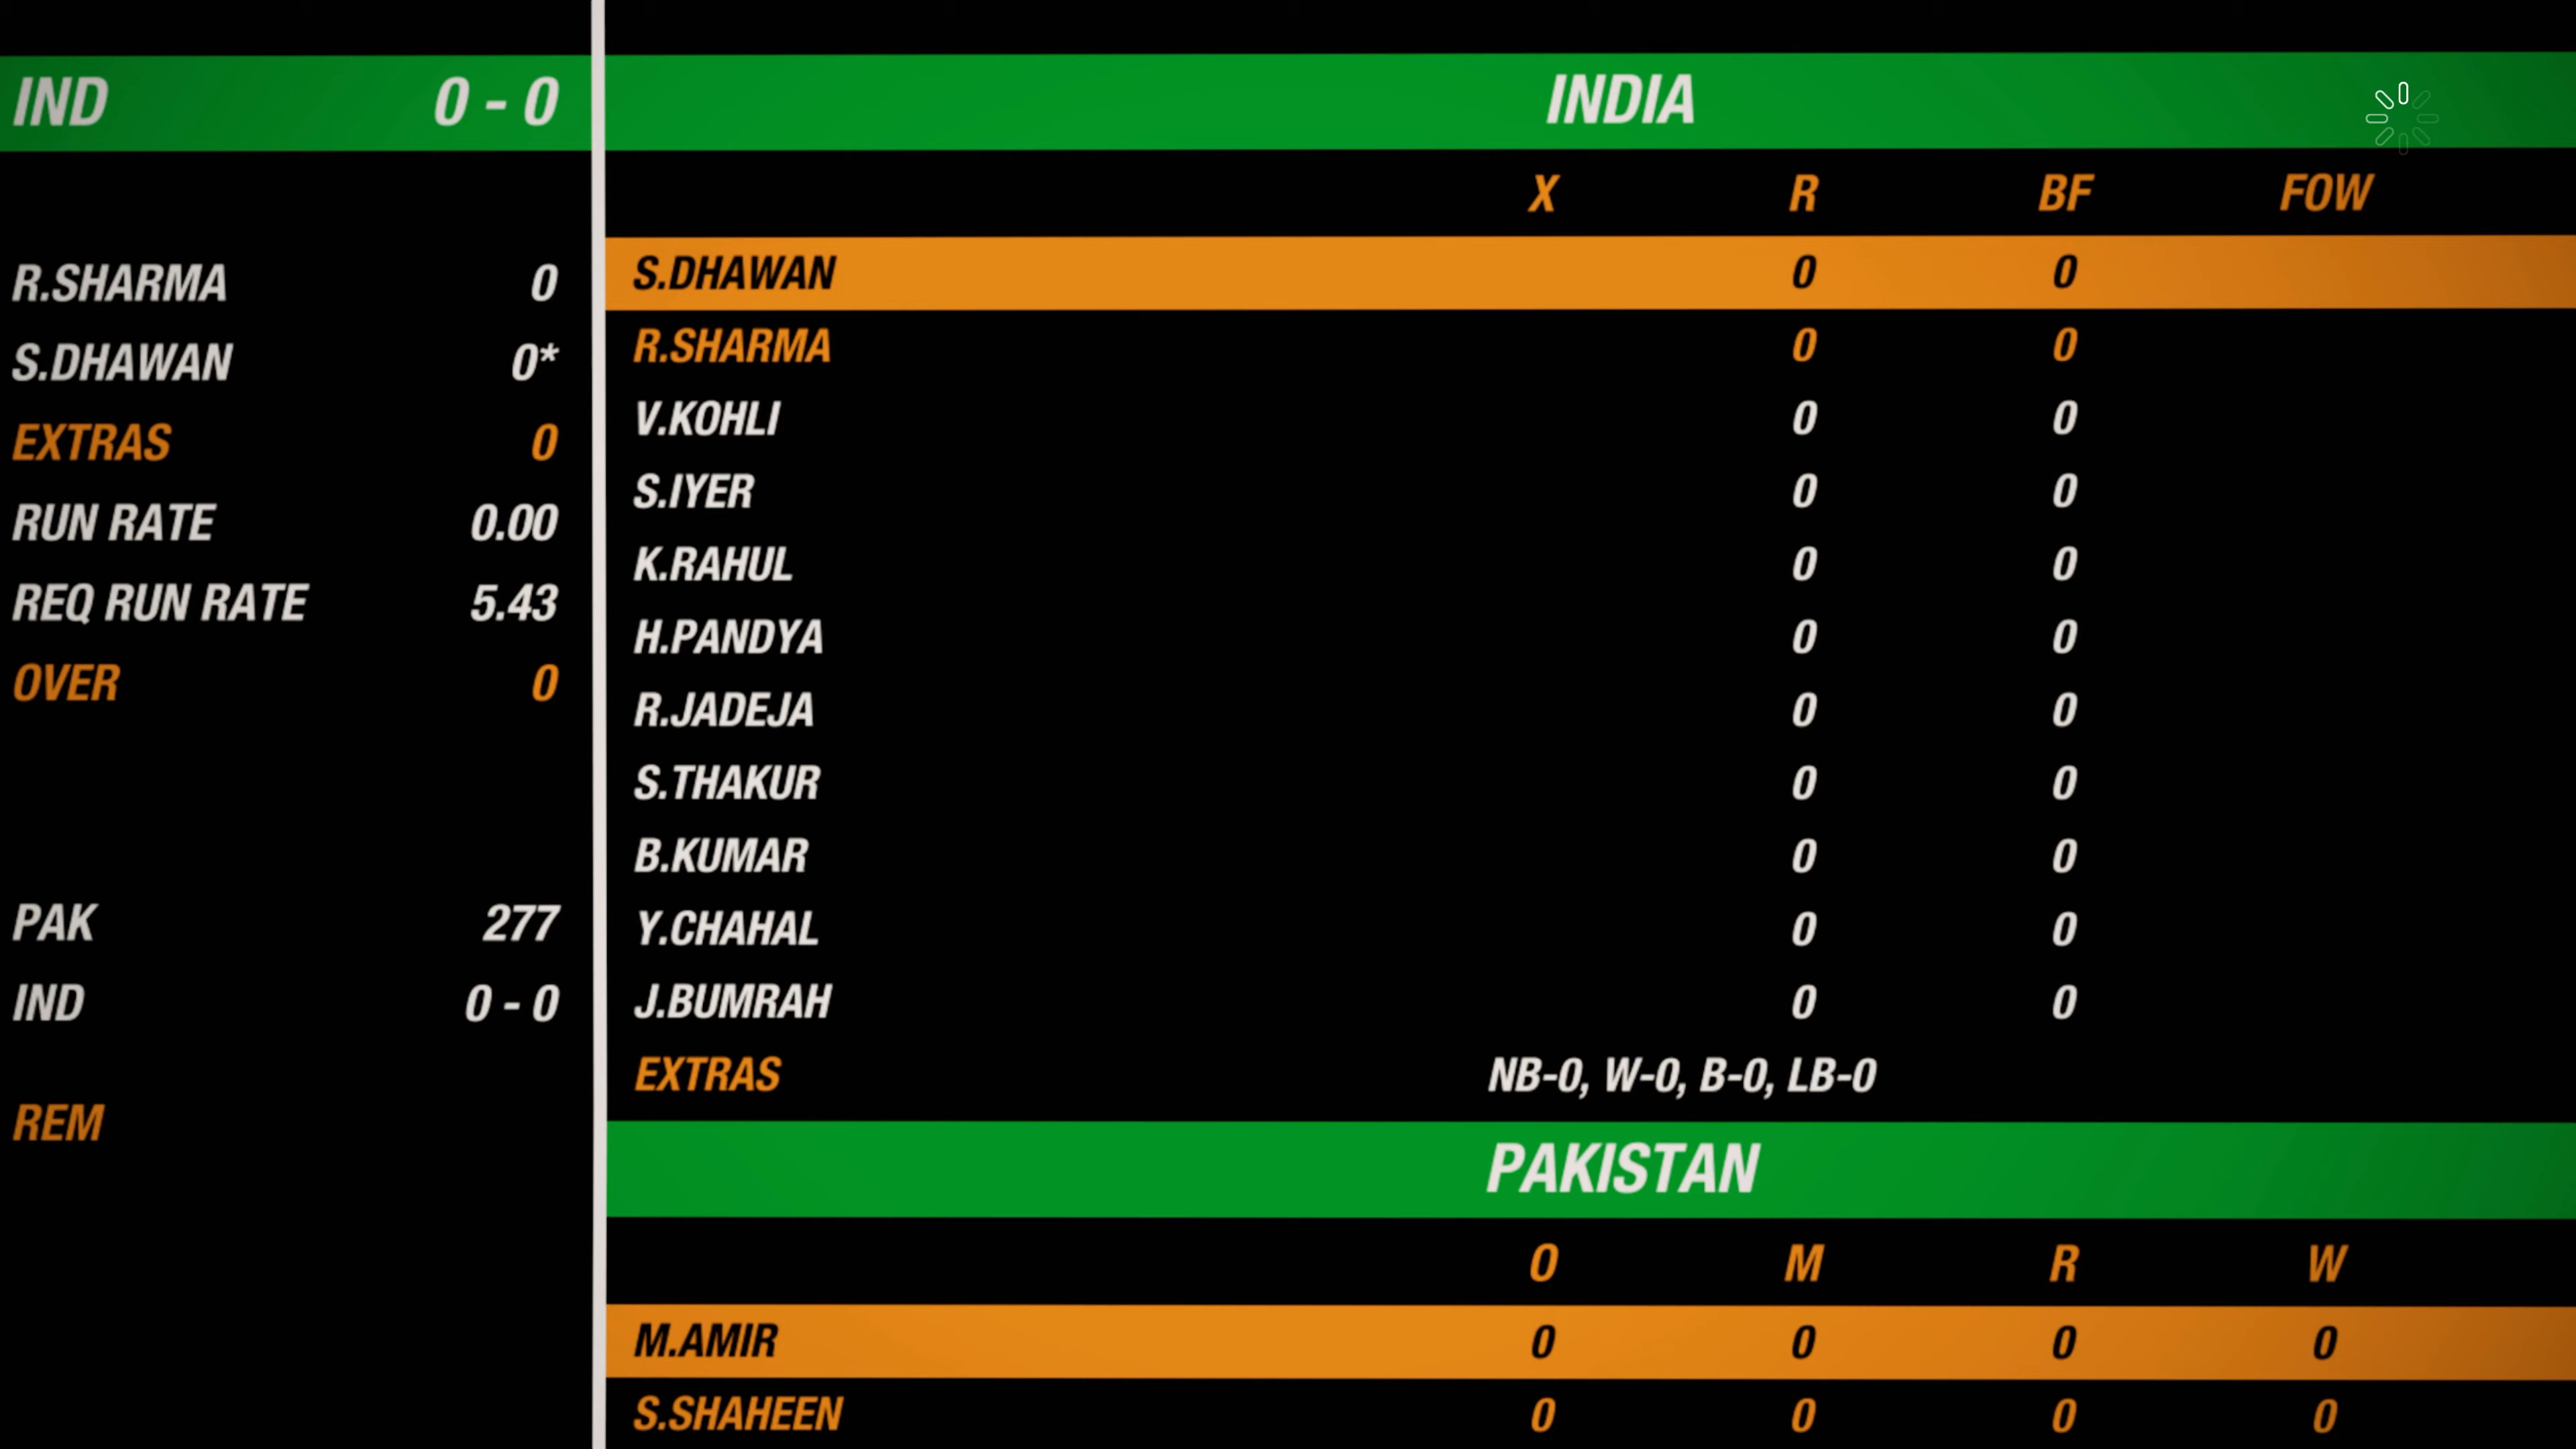 IND 0 - 0
R.SHARMA 0
S.DHAWAN 0*
EXTRAS 0
RUN RATE 0.00
REQ RUN RATE 5.43
OVER 0
PAK 277
IND 0 - 0
REM
INDIA
X R BF FOW
S.DHAWAN 0 0
R.SHARMA 0 0
V.KOHLI 0 0
S.IYER 0 0
K.RAHUL 0 0
H.PANDYA 0 0
R.JADEJA 0 0
S.THAKUR 0 0
B.KUMAR 0 0
Y.CHAHAL 0 0
J.BUMRAH 0 0
EXTRAS NB-0, W-0, B-0, LB-0
PAKISTAN
O M R W
M.AMIR 0 0 0 0
S.SHAHEEN 0 0 0 0